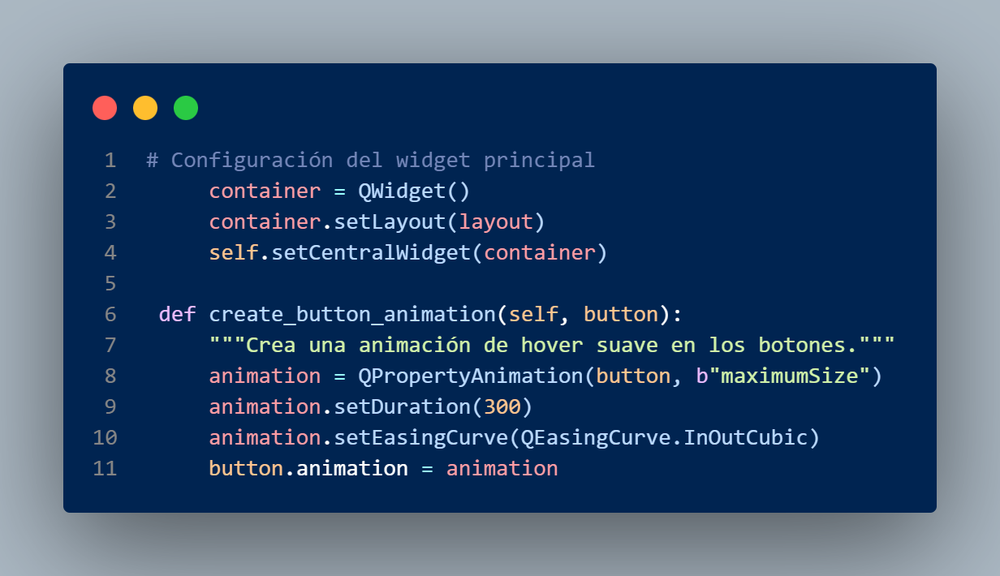 1 # Configuración del widget principal
2     container = QWidget()
3     container.setLayout(layout)
4     self.setCentralWidget(container)
5
6 def create_button_animation(self, button):
7     """Crea una animación de hover suave en los botones."""
8     animation = QPropertyAnimation(button, b"maximumSize")
9     animation.setDuration(300)
10     animation.setEasingCurve(QEasingCurve.InOutCubic)
11     button.animation = animation